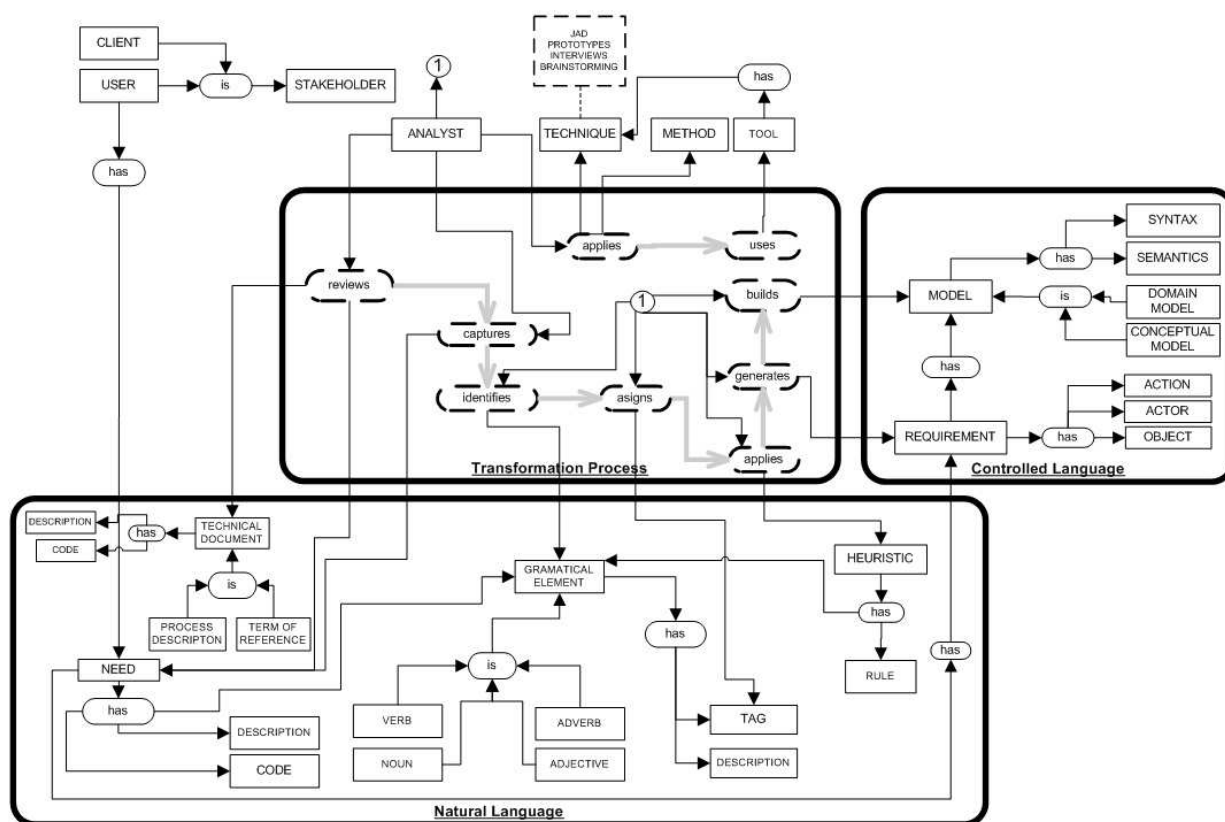 JAD
PROTOTYPES
INTERVIEWS
BRAINSTORMING
CLIENT
USER
is
STAKEHOLDER
1
has
ANALYST
TECHNIQUE
METHOD
TOOL
has
applies
uses
reviews
builds
1
captures
identifies
asigns
generates
applies
Transformation Process
SYNTAX
has
SEMANTICS
MODEL
is
DOMAIN
MODEL
CONCEPTUAL
MODEL
has
ACTION
ACTOR
REQUIREMENT
has
OBJECT
Controlled Language
DESCRIPTION
has
TECHNICAL
DOCUMENT
CODE
is
PROCESS
DESCRIPTON
TERM OF
REFERENCE
GRAMATICAL
ELEMENT
HEURISTIC
has
has
has
NEED
is
RULE
has
VERB
ADVERB
TAG
DESCRIPTION
NOUN
ADJECTIVE
DESCRIPTION
CODE
Natural Language